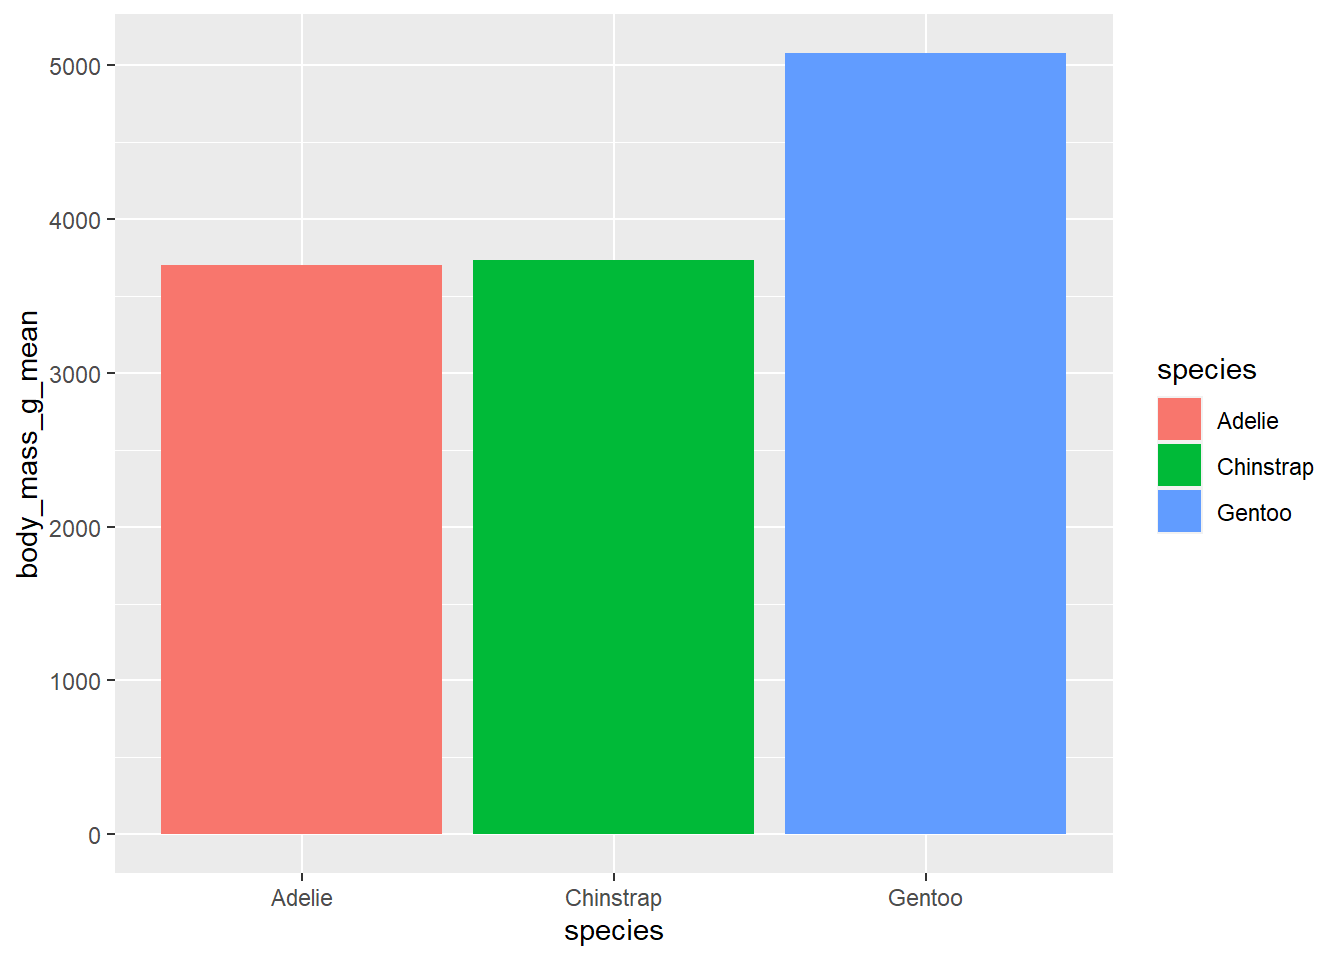 body_mass_g_mean
5000
4000
3000
2000
1000
0
Adelie
Chinstrap
Gentoo
species
species
Adelie
Chinstrap
Gentoo